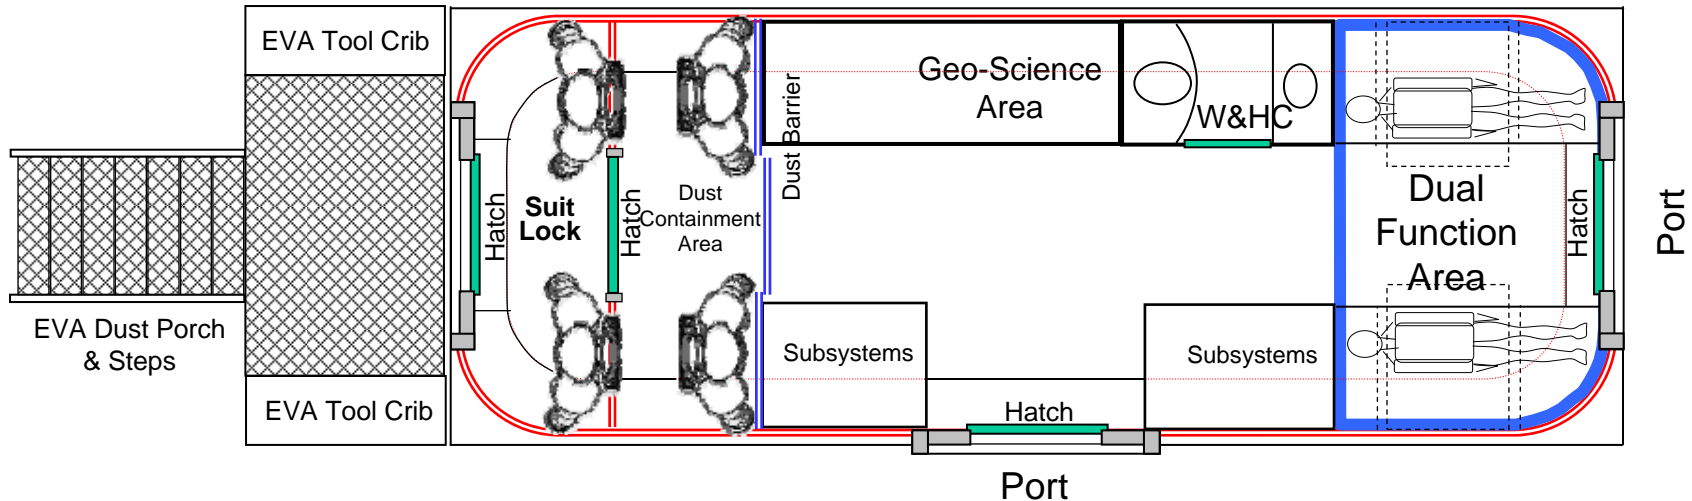 EVA Tool Crib
EVA Dust Porch
& Steps
EVA Tool Crib
Hatch
Suit
Lock
Hatch
Dust
Containment
Area
Dust Barrier
Geo-Science
Area
W&HC
Subsystems
Subsystems
Hatch
Port
Dual
Function
Area
Hatch
Port